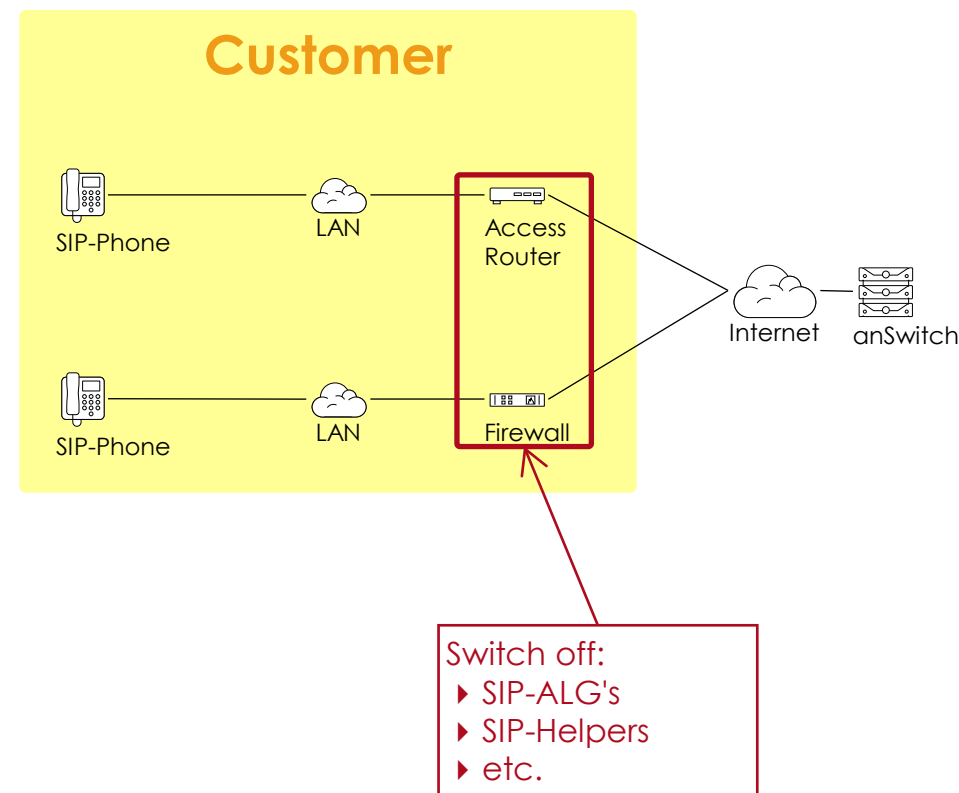 Customer
SIP-Phone
LAN
Access
Router
Internet
anSwitch
SIP-Phone
LAN
Firewall
Switch off:
SIP-ALG's
SIP-Helpers
etc.